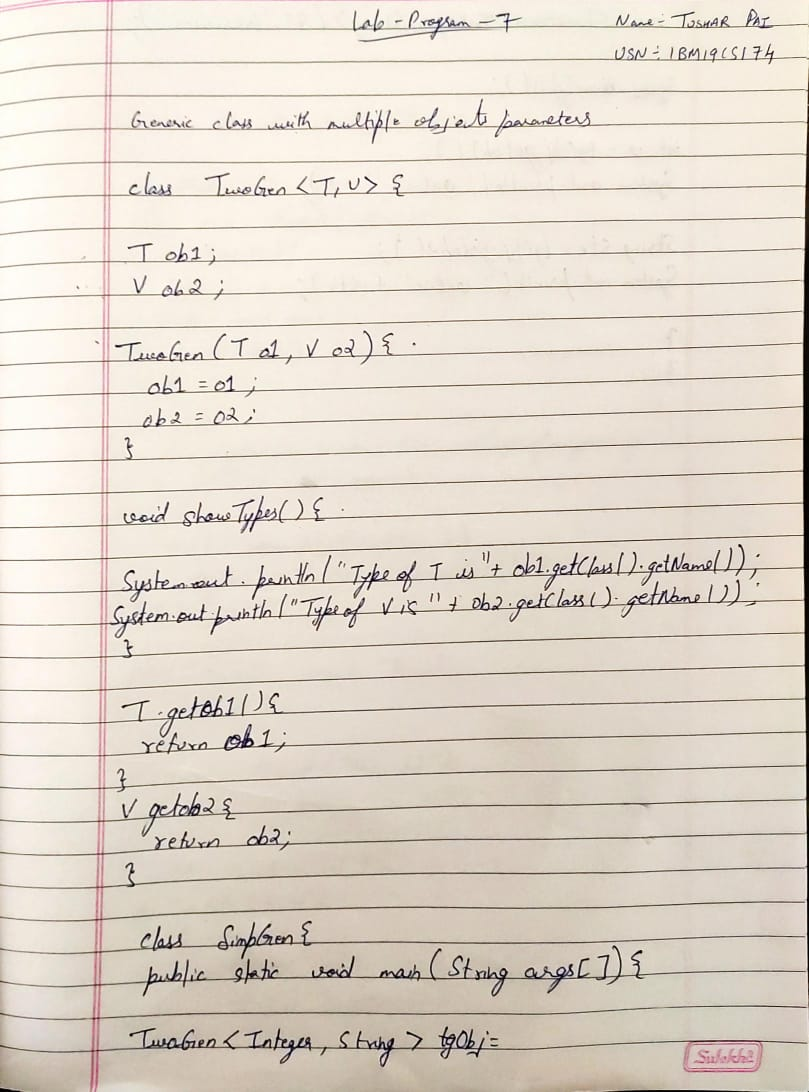 Lab - Program - 7
Name:- TUSHAR PAI
USN:- 1BM19CS174
Generic class with multiple objects parameters
class TwoGen <T, V> {
T ob1;
V ob2;
TwoGen (T o1, V o2) {
ob1 = o1;
ob2 = o2;
}
void showTypes() {
System.out.println("Type of T is" + ob1.getClass().getName());
System.out.println("Type of V is" + ob2.getClass().getName());
}
T getOb1() {
return ob1;
}
V getob2 {
return ob2;
}
class SimpGen {
public static void main (String args[]) {
TwoGen < Integer, String > tgObj =
Sulekha